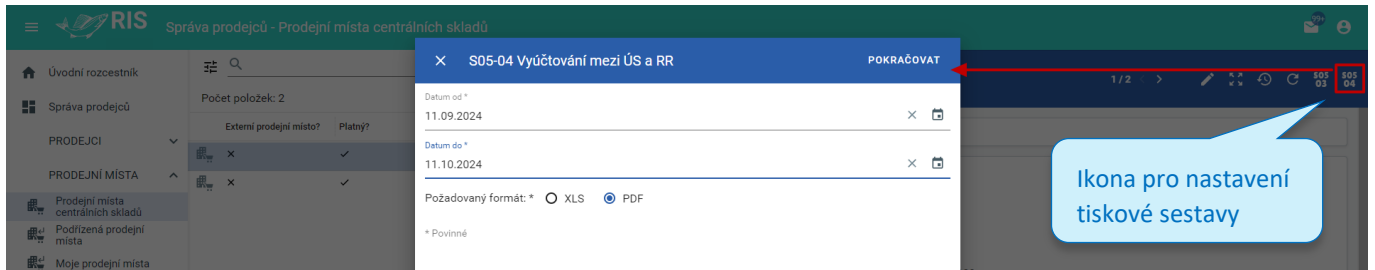 RIS
Správa prodejců - Prodejní místa centrálních skladů
99+
Úvodní rozcestník
Správa prodejců
PRODEJCI
PRODEJNÍ MÍSTA
Prodejní místa
centrálních skladů
Podřízená prodejní
místa
Moje prodejní místa
Počet položek: 2
Externí prodejní místo? Platný?
S05-04 Vyúčtování mezi ÚS a RR
POKRAČOVAT
Datum od *
11.09.2024
Datum do *
11.10.2024
Požadovaný formát: * XLS PDF
* Povinné
1 / 2
S05
03
S05
04
Ikona pro nastavení
tiskové sestavy